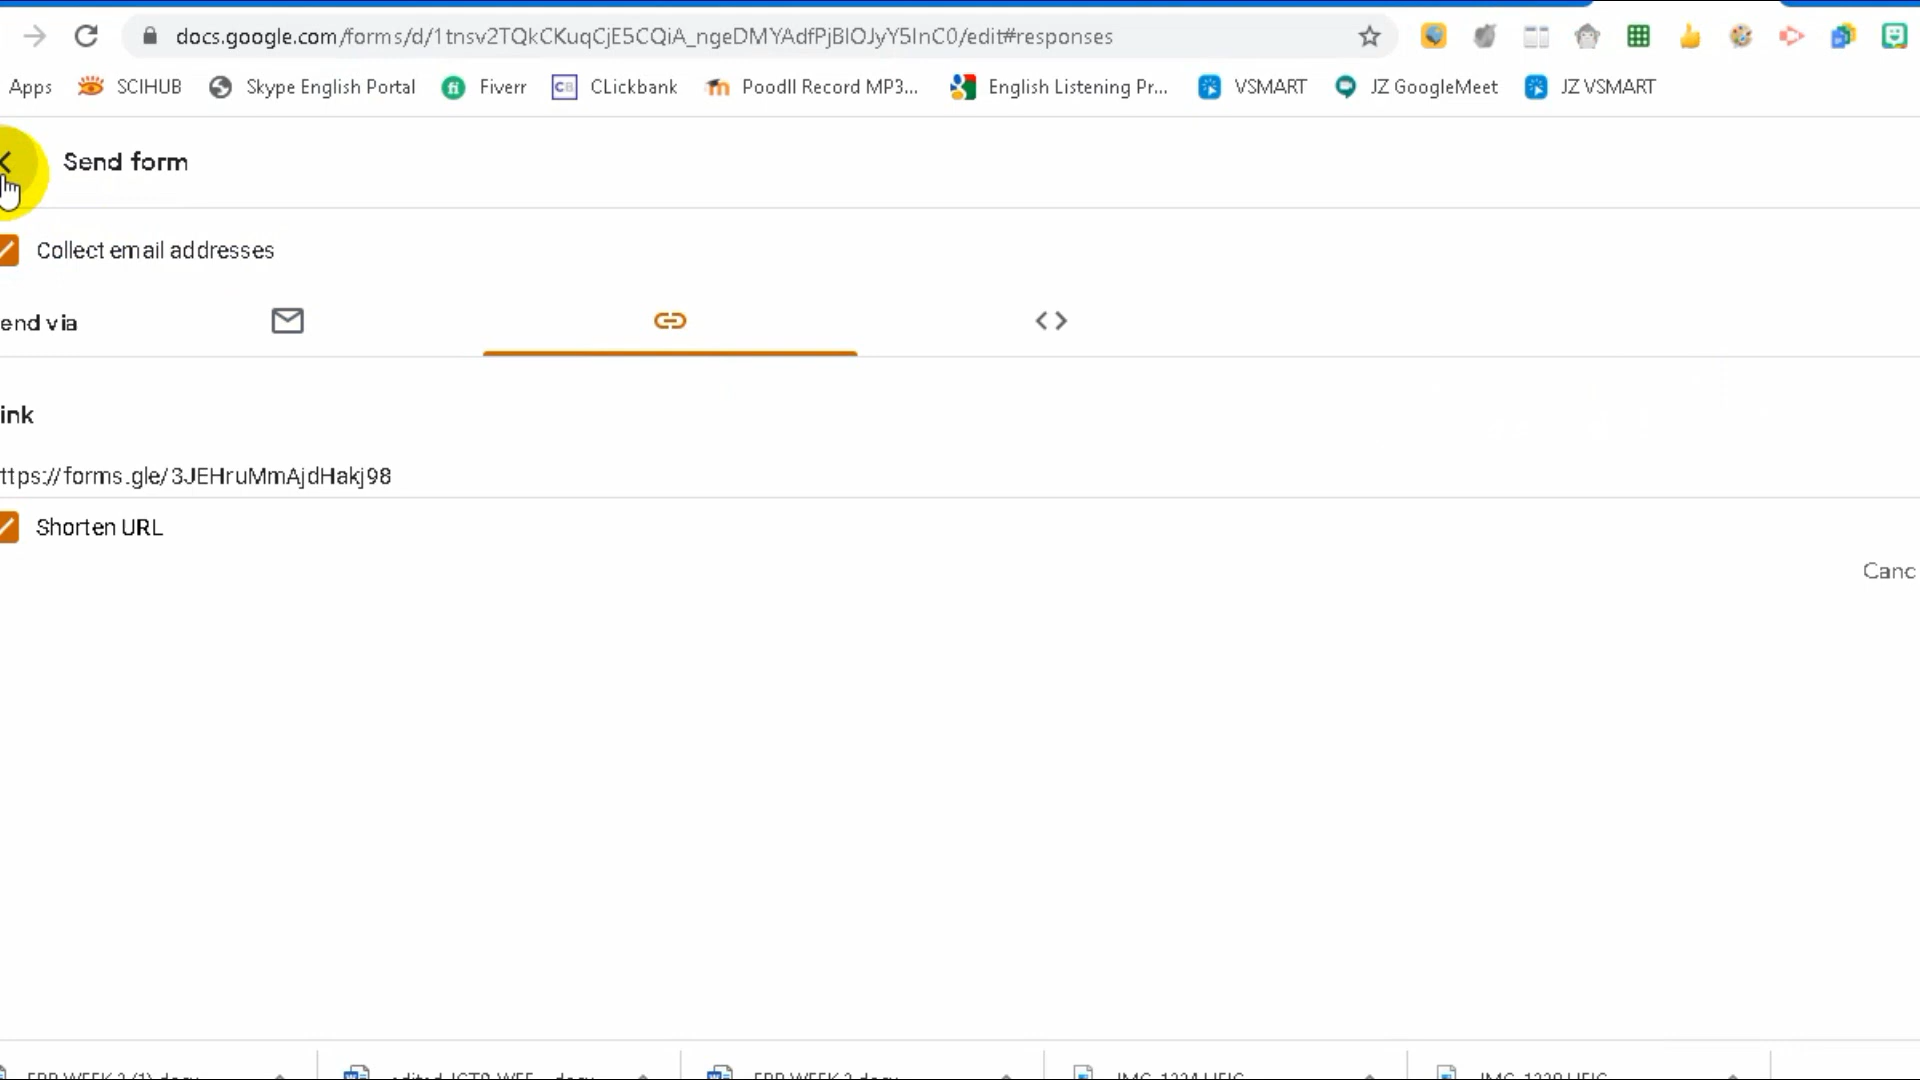 docs.google.com/forms/d/1tnsv2TQkCKuqCjE5CQiA_ngeDMYAdfPjBlOJyY5InC0/edit#responses
Apps SCIHUB Skype English Portal Fiverr CLickbank Poodll Record MP3... English Listening Pr... VSMART JZ GoogleMeet JZ VSMART
Send form
Collect email addresses
end via
ink
ttps://forms.gle/3JEHruMmAjdHakj98
Shorten URL
Canc